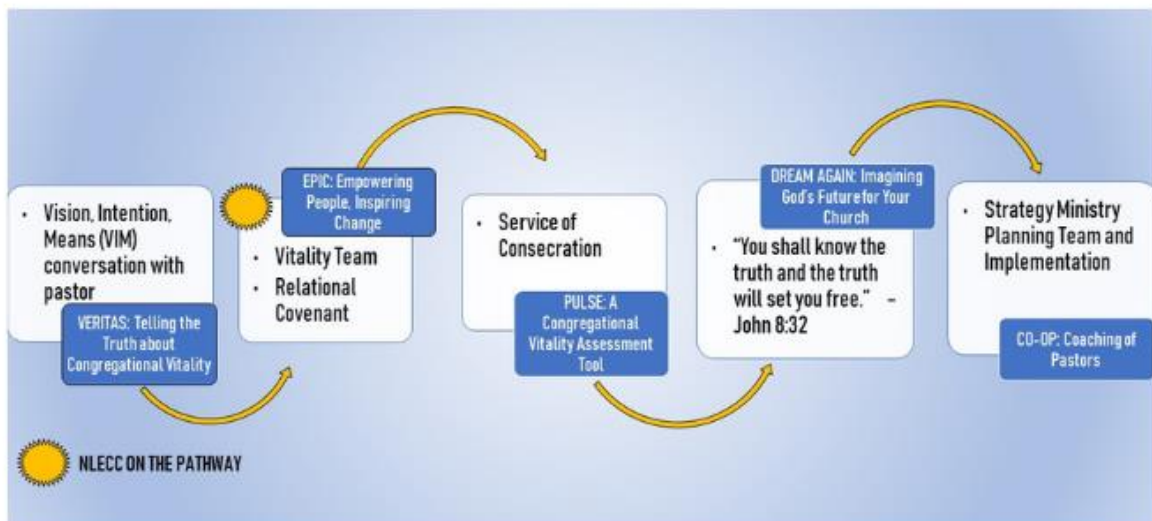 • Vision, Intention,
Means (VIM)
conversation with
pastor
VERITAS: Telling the
Truth about
Congregational Vitality
EPIC: Empowering
People, Inspiring
Change
• Vitality Team
• Relational
Covenant
• Service of
Consecration
PULSE: A
Congregational
Vitality Assessment
Tool
DREAM AGAIN: Imagining
God's Future for Your
Church
• “You shall know the
truth and the truth
will set you free.” –
John 8:32
• Strategy Ministry
Planning Team and
Implementation
CO-OP: Coaching of
Pastors
NLECC ON THE PATHWAY